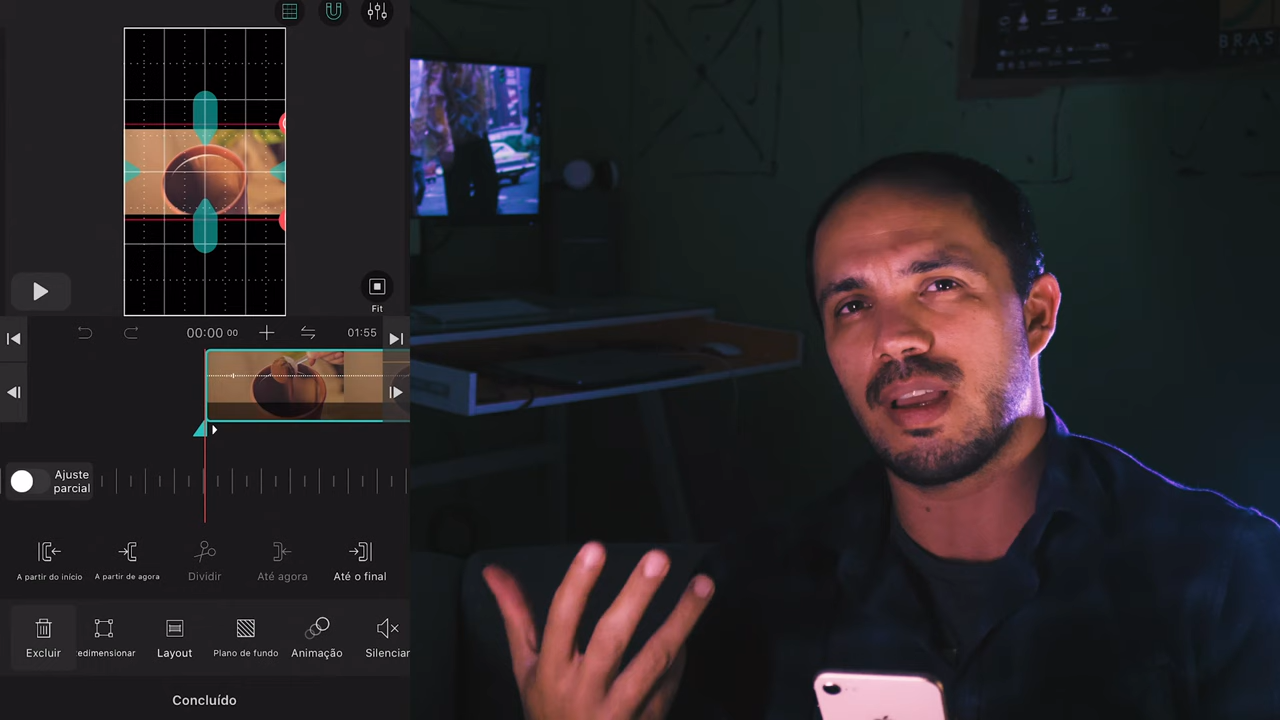 BRAS
Fit
00:00 00
01:55
Ajuste
parcial
A partir do início
A partir de agora
Dividir
Até agora
Até o final
Excluir
edimensionar
Layout
Plano de fundo
Animação
Silenciar
Concluído